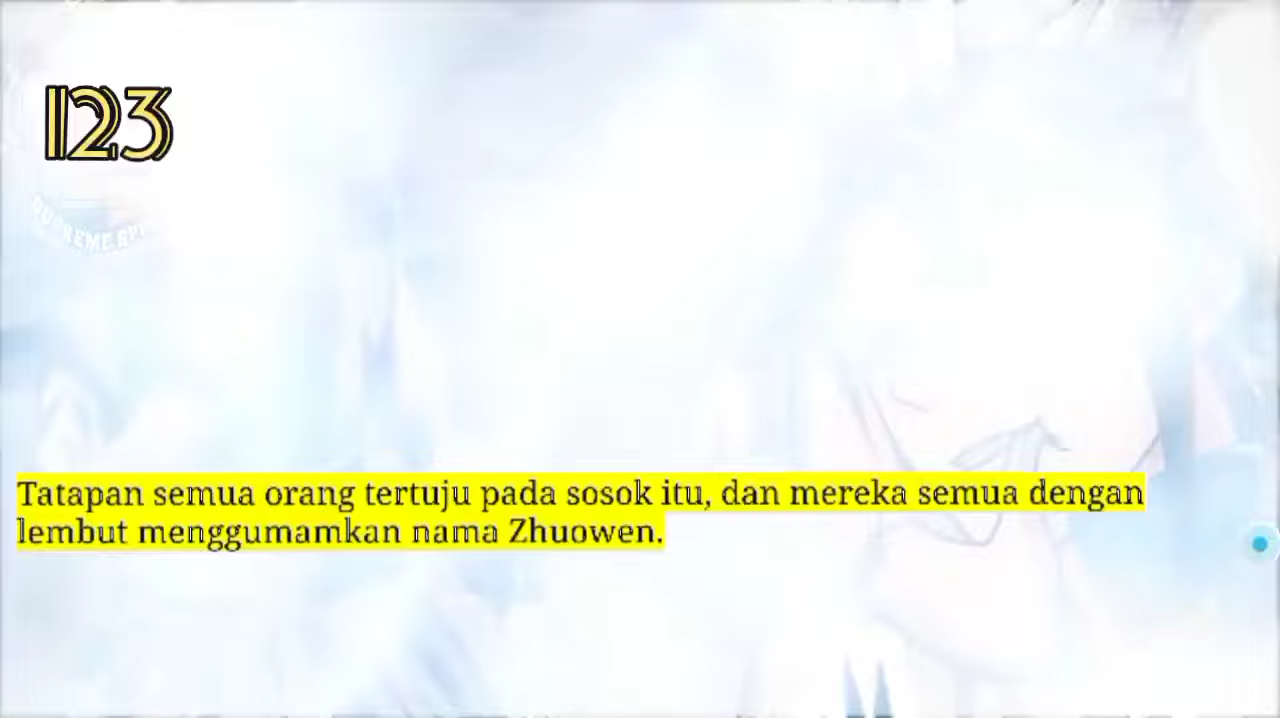 123
Tatapan semua orang tertuju pada sosok itu, dan mereka semua dengan
lembut menggumamkan nama Zhuowen.